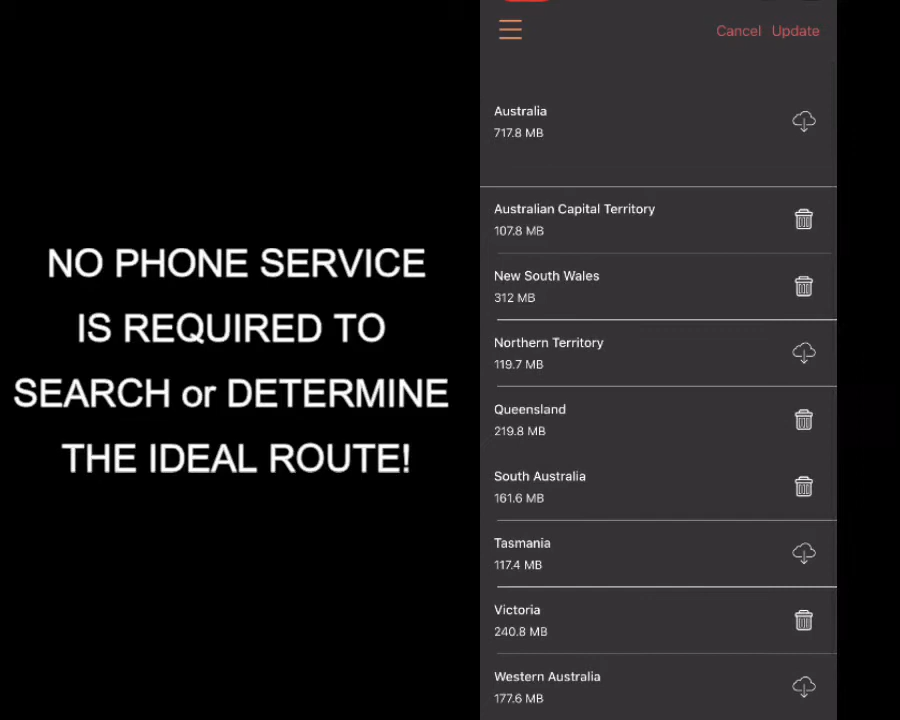 NO PHONE SERVICE
IS REQUIRED TO
SEARCH or DETERMINE
THE IDEAL ROUTE!
Cancel Update
Australia
717.8 MB
Australian Capital Territory
107.8 MB
New South Wales
312 MB
Northern Territory
119.7 MB
Queensland
219.8 MB
South Australia
161.6 MB
Tasmania
117.4 MB
Victoria
240.8 MB
Western Australia
177.6 MB